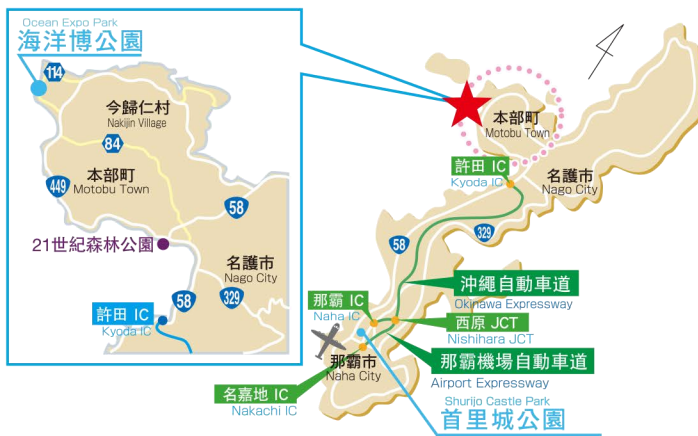 Ocean Expo Park
海洋博公園
114
今帰仁村
Nakijin Village
84
本部町
Motobu Town
449
58
21世紀森林公園
名護市
Nago City
58
329
許田 IC
Kyoda IC
本部町
Motobu Town
許田 IC
Kyoda IC
名護市
Nago City
58
329
沖繩自動車道
Okinawa Expressway
那霸 IC
Naha IC
西原 JCT
Nishihara JCT
那霸市
Naha City
那霸機場自動車道
Airport Expressway
名嘉地 IC
Nakachi IC
Shurijo Castle Park
首里城公園